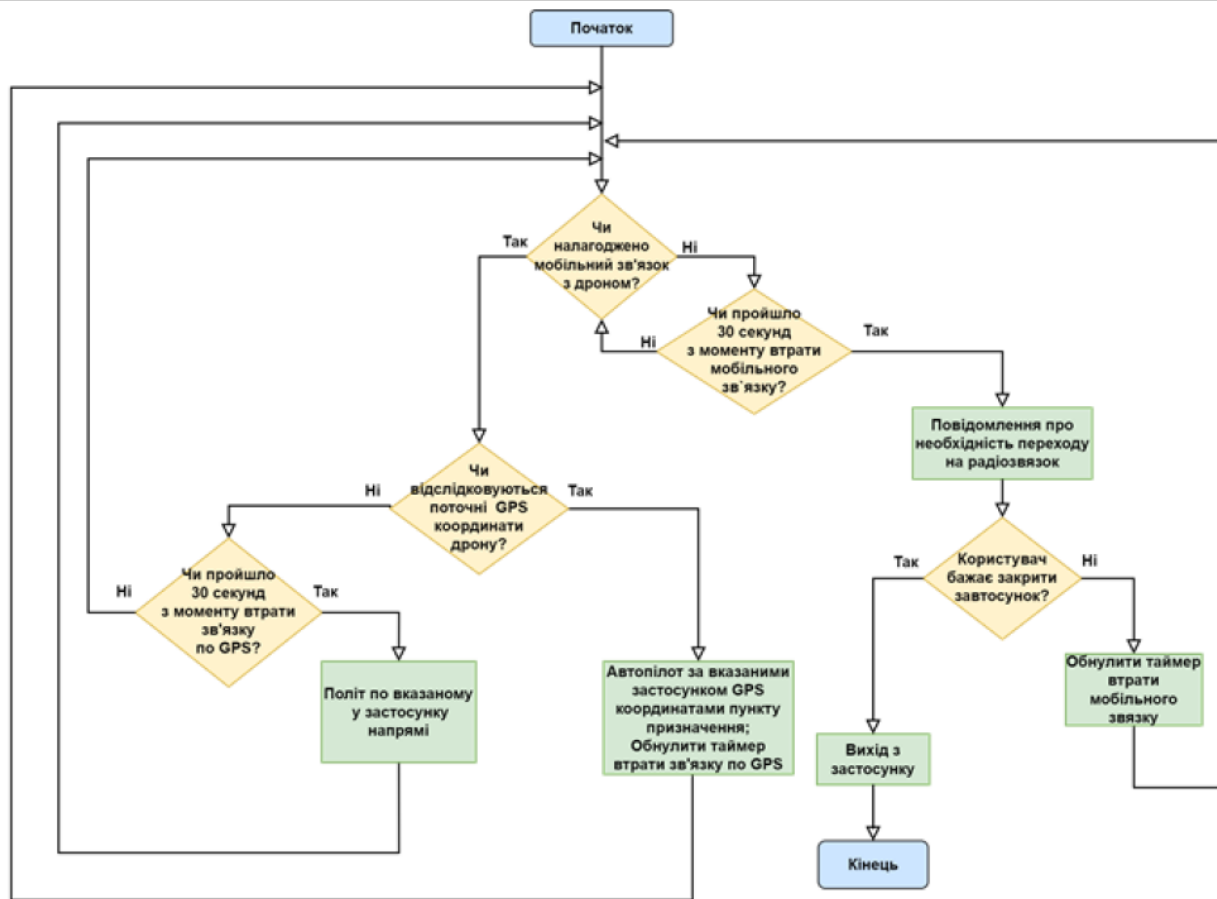 Початок
Чи
налагоджено
мобільний зв'язок
з дроном?
Так
Ні
Чи пройшло
30 секунд
з моменту втрати
мобільного
зв`язку?
Ні
Так
Повідомлення про
необхідність переходу
на радіозвязок
Чи
відслідковуються
поточні GPS
координати
дрону?
Ні
Так
Користувач
бажає закрити
завтосунок?
Так
Ні
Чи пройшло
30 секунд
з моменту втрати
зв'язку
по GPS?
Ні
Так
Політ по вказаному
у застосунку
напрямі
Автопілот за вказаними
застосунком GPS
координатами пункту
призначення;
Обнулити таймер
втрати зв'язку по GPS
Обнулити таймер
втрати
мобільного
звязку
Вихід з
застосунку
Кінець